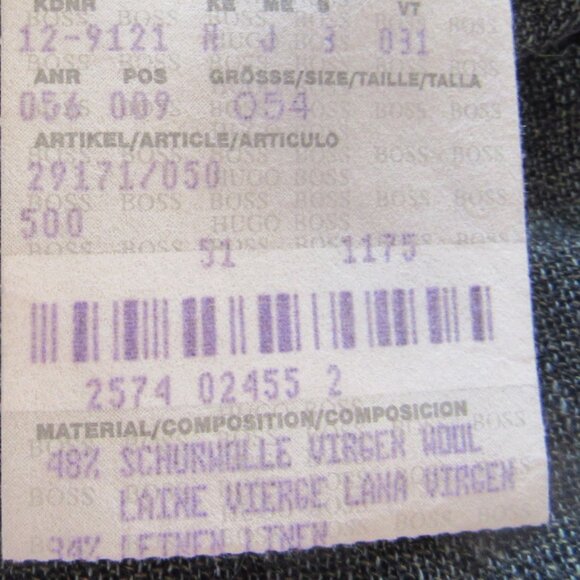 KDNR KE ME S VT
12-9121 M J 3 031
ANR POS GRÖSSE/SIZE/TAILLE/TALLA
056 009 054
ARTIKEL/ARTICLE/ARTICULO
29171/050
500
51 1175
2574 02455 2
MATERIAL/COMPOSITION/COMPOSICION
48% SCHURWOLLE VIRGEN WOOL
LAINE VIERGE LANA VIRGEN
34% LEINEN LINEN